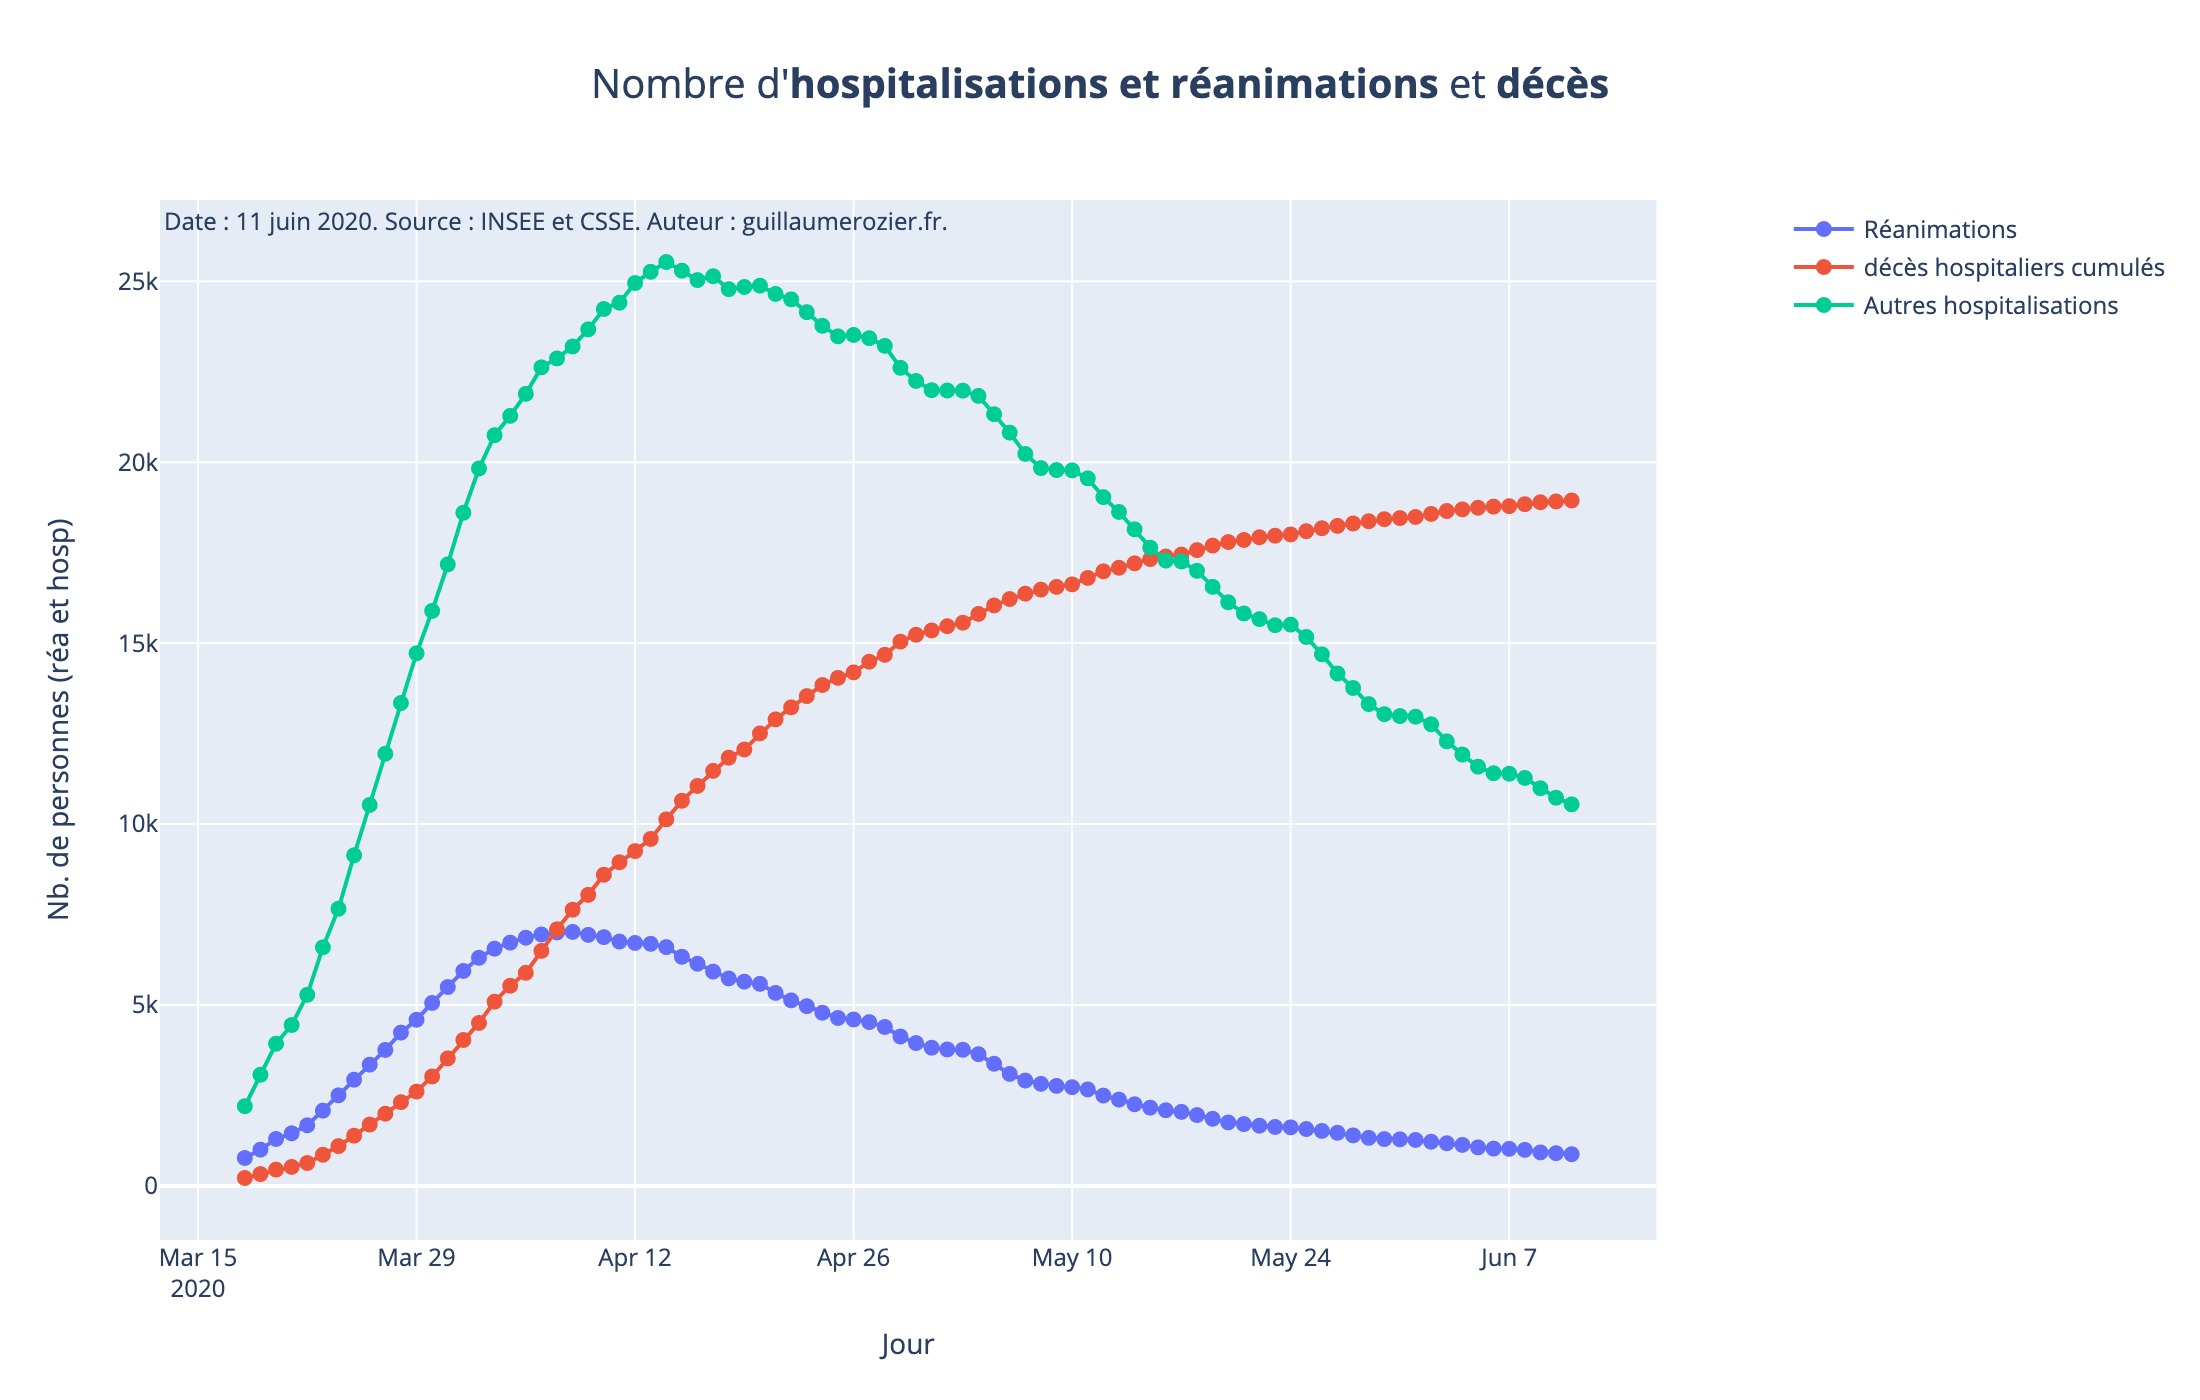 Nombre d'hospitalisations et réanimations et décès
Date : 11 juin 2020. Source : INSEE et CSSE. Auteur : guillaumerozier.fr.
Réanimations
décès hospitaliers cumulés
Autres hospitalisations
Nb. de personnes (réa et hosp)
25k
20k
15k
10k
5k
0
Mar 15 Mar 29 Apr 12 Apr 26 May 10 May 24 Jun 7
2020
Jour